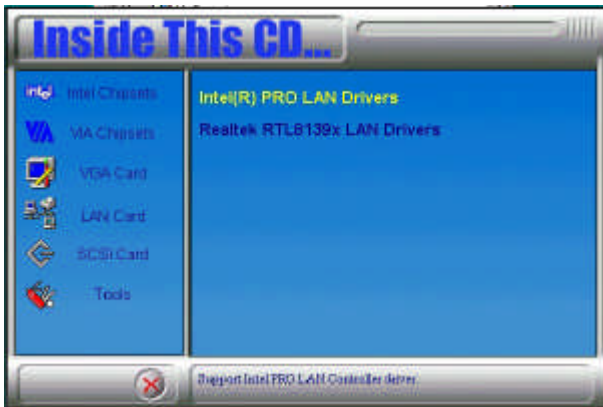 Inside This CD...
intel Intel Chipsets
VIA VIA Chipsets
VGA Card
LAN Card
SCSI Card
Tools
Intel(R) PRO LAN Drivers
Realtek RTL8139x LAN Drivers
Support Intel PRO LAN Controller driver.